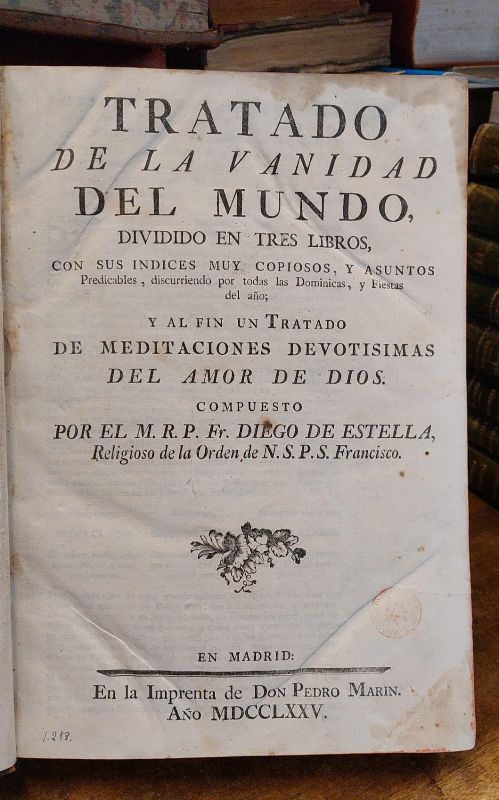 TRATADO
DE LA VANIDAD
DEL MUNDO,
DIVIDIDO EN TRES LIBROS,
CON SUS INDICES MUY COPIOSOS, Y ASUNTOS
Predicables, discurriendo por todas las Dominicas, y Fiestas
del año;
Y AL FIN UN TRATADO
DE MEDITACIONES DEVOTISIMAS
DEL AMOR DE DIOS.
COMPUESTO
POR EL M. R. P. Fr. DIEGO DE ESTELLA,
Religioso de la Orden de N. S. P. S. Francisco.
EN MADRID:
En la Imprenta de DON PEDRO MARIN.
AÑO MDCCLXXV.